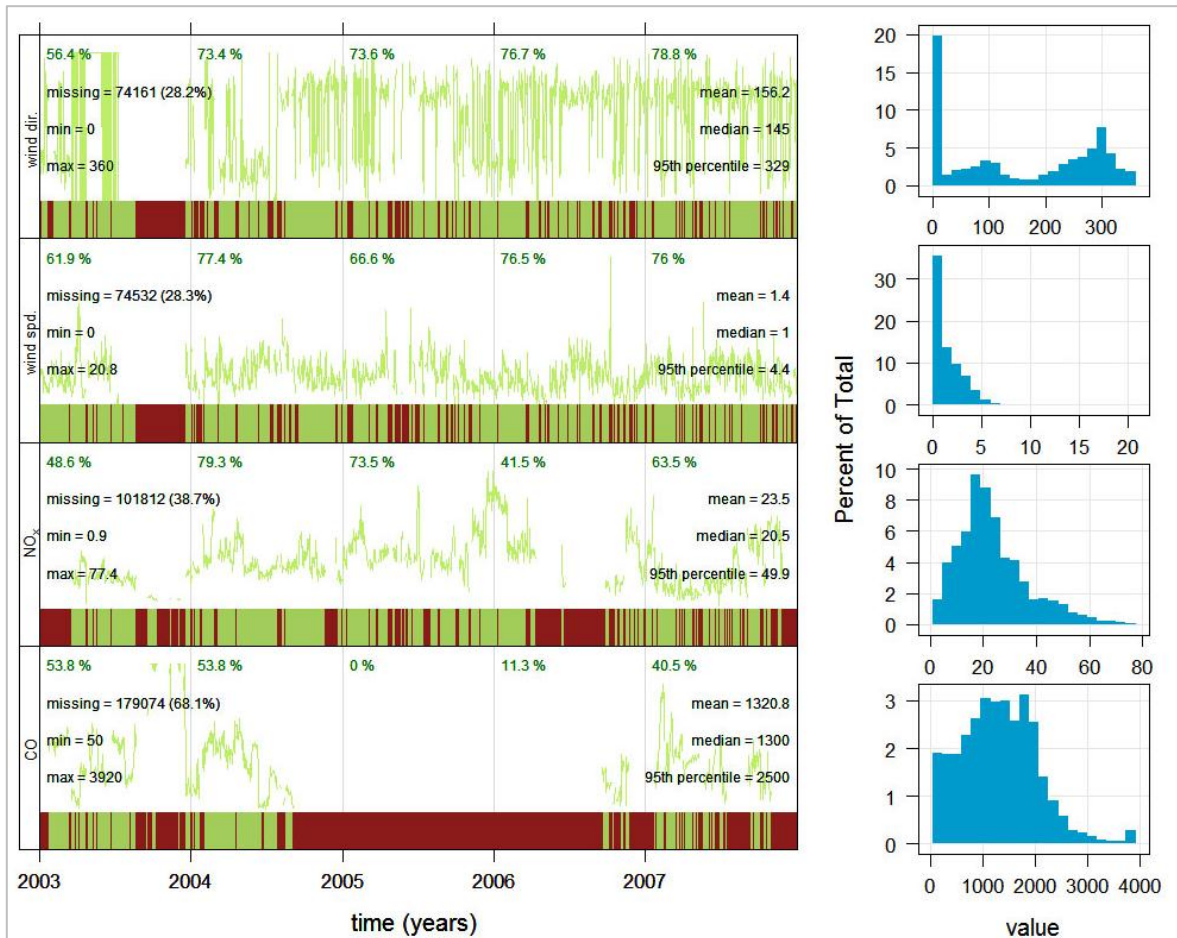 56.4 % 73.4 % 73.6 % 76.7 % 78.8 %
missing = 74161 (28.2%) mean = 156.2
min = 0 median = 145
max = 360 95th percentile = 329
wind dir.
61.9 % 77.4 % 66.6 % 76.5 % 76 %
missing = 74532 (28.3%) mean = 1.4
min = 0 median = 1
max = 20.8 95th percentile = 4.4
wind spd.
48.6 % 79.3 % 73.5 % 41.5 % 63.5 %
missing = 101812 (38.7%) mean = 23.5
min = 0.9 median = 20.5
max = 77.4 95th percentile = 49.9
NOx
53.8 % 53.8 % 0 % 11.3 % 40.5 %
missing = 179074 (68.1%) mean = 1320.8
min = 50 median = 1300
max = 3920 95th percentile = 2500
CO
2003 2004 2005 2006 2007
time (years)
20
15
10
5
0
0 100 200 300
30
20
10
0
0 5 10 15 20
Percent of Total
10
8
6
4
2
0
0 20 40 60 80
3
2
1
0
0 1000 2000 3000 4000
value